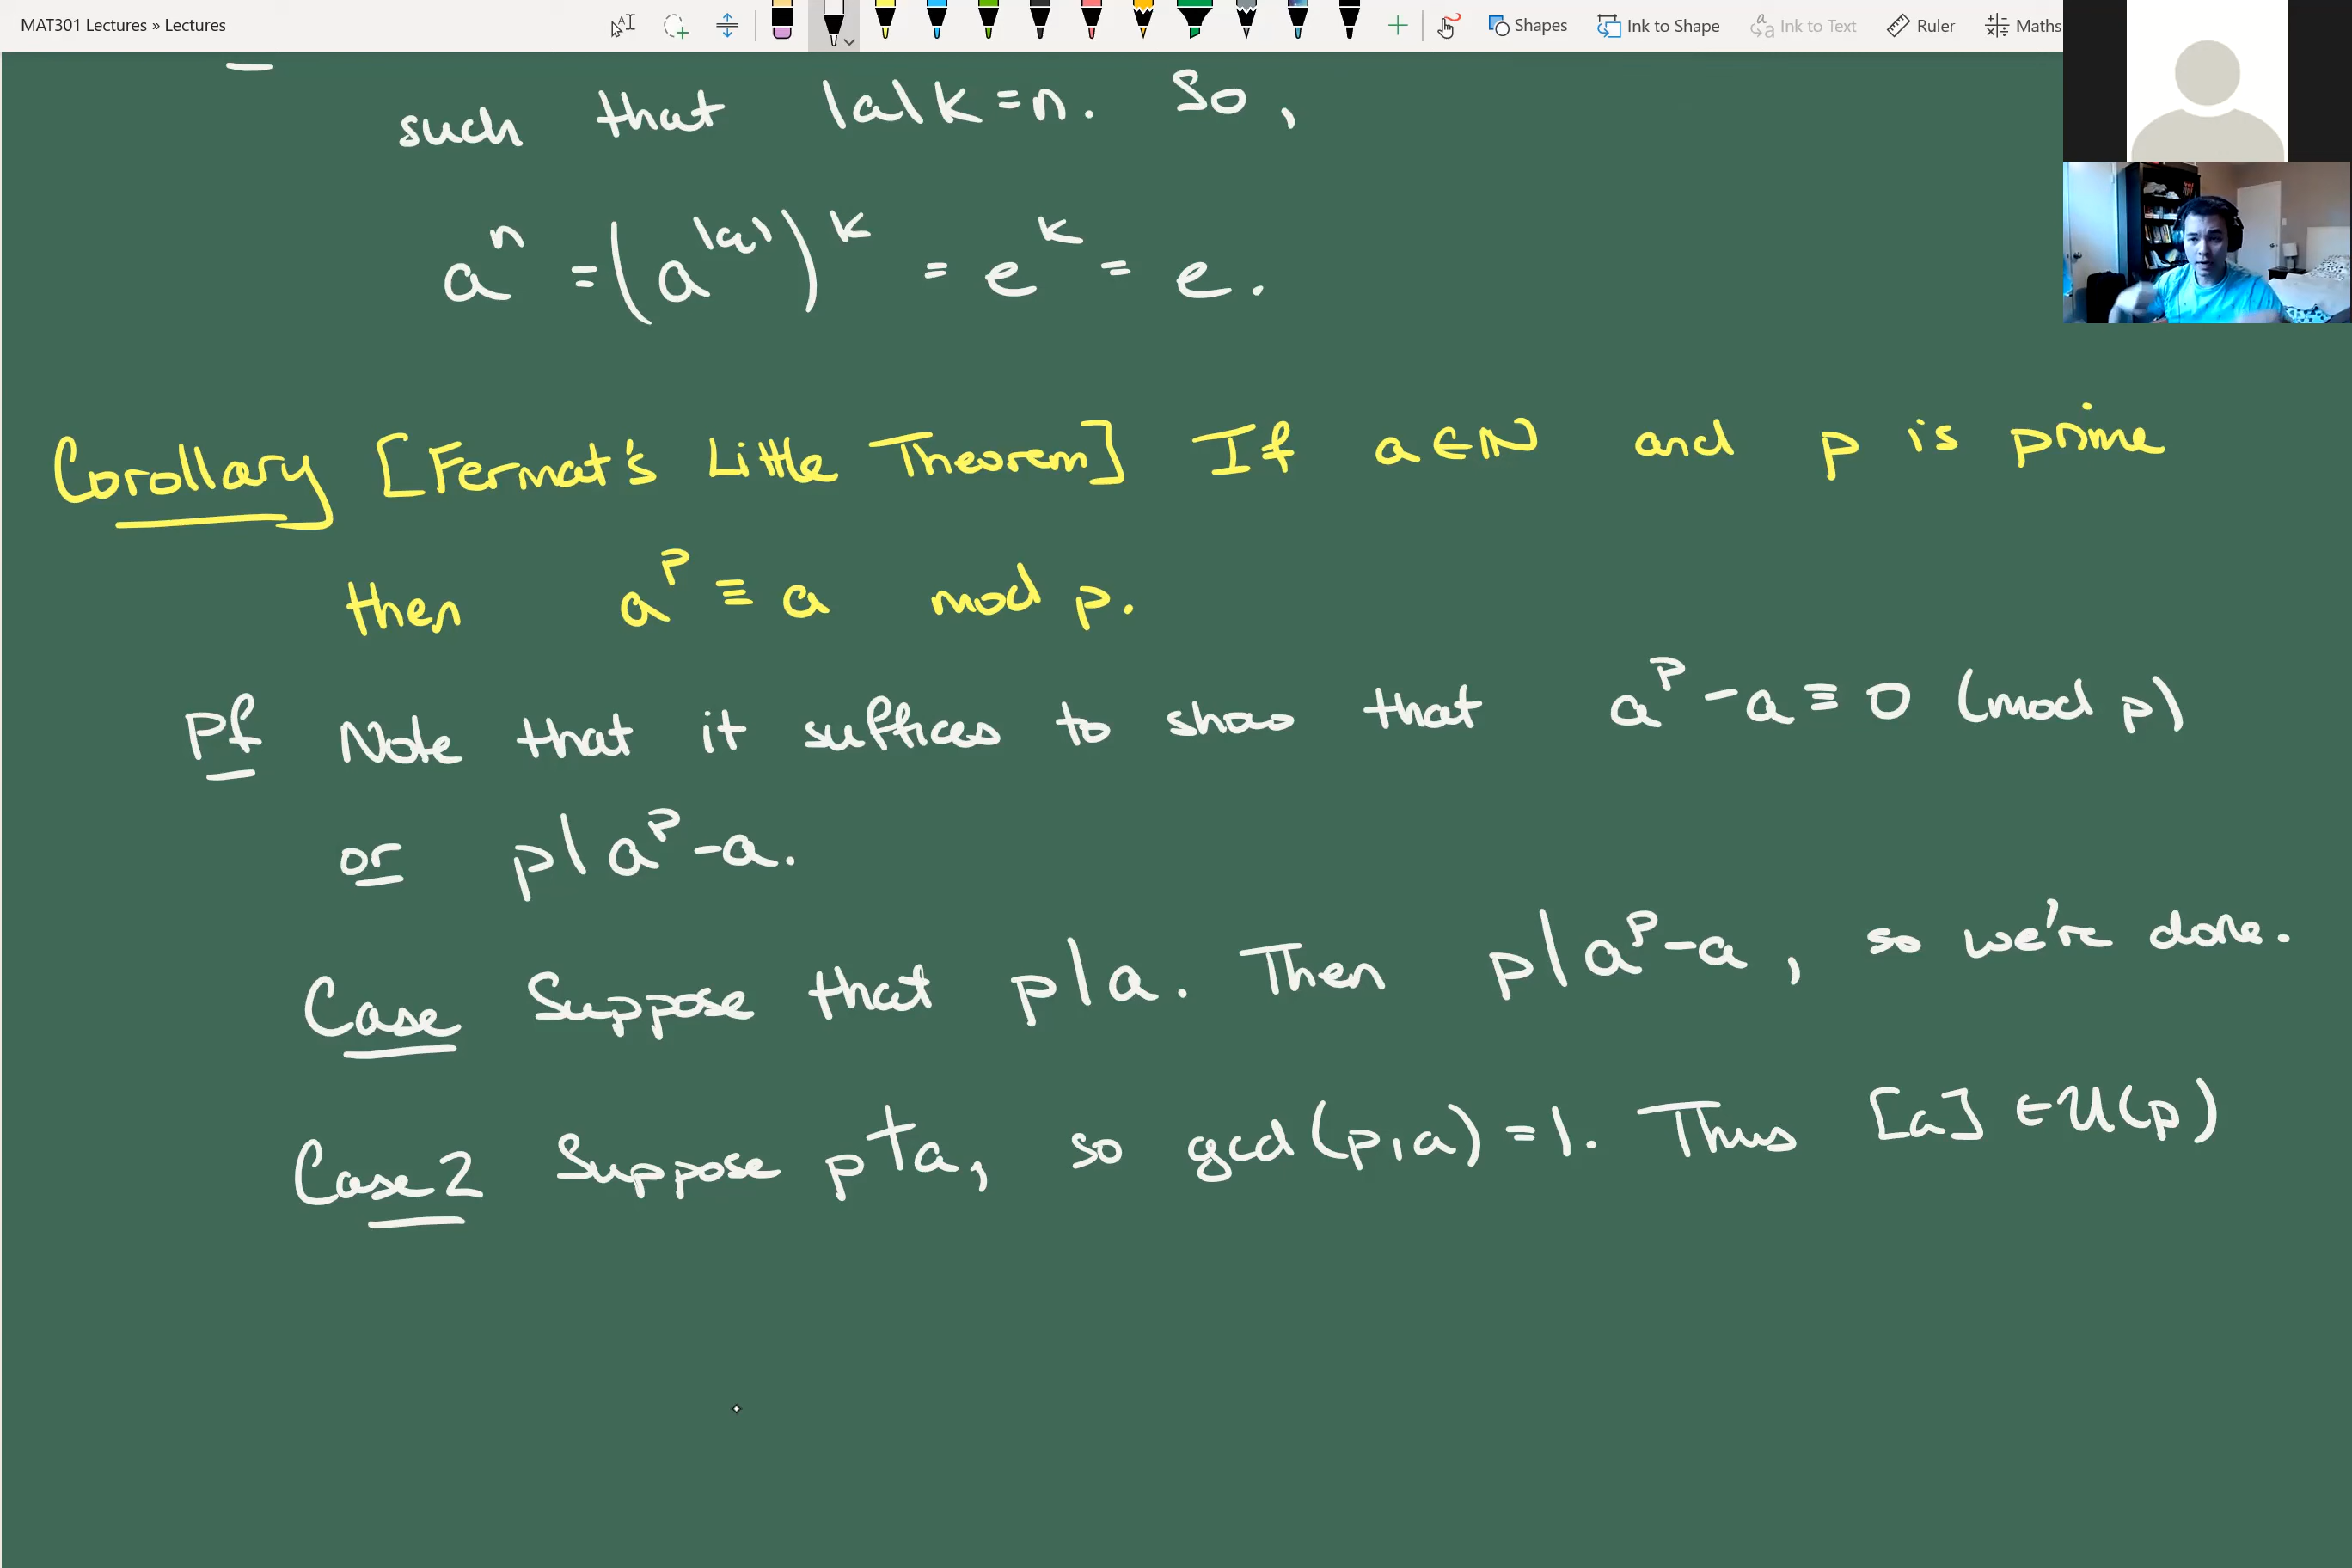 MAT301 Lectures » Lectures
Shapes Ink to Shape Ink to Text Ruler Maths
such that |a|k=n. So,
aⁿ = (a^|a|)^k = e^k = e.
Corollary [Fermat's Little Theorem] If a∈ℕ and p is prime
then a^p ≡ a mod p.
Pf Note that it suffices to show that a^p - a ≡ 0 (mod p)
or p | a^p - a.
Case Suppose that p | a. Then p | a^p - a, so we're done.
Case 2 Suppose p ∤ a, so gcd(p,a)=1. Thus [a] ∈ U(p)